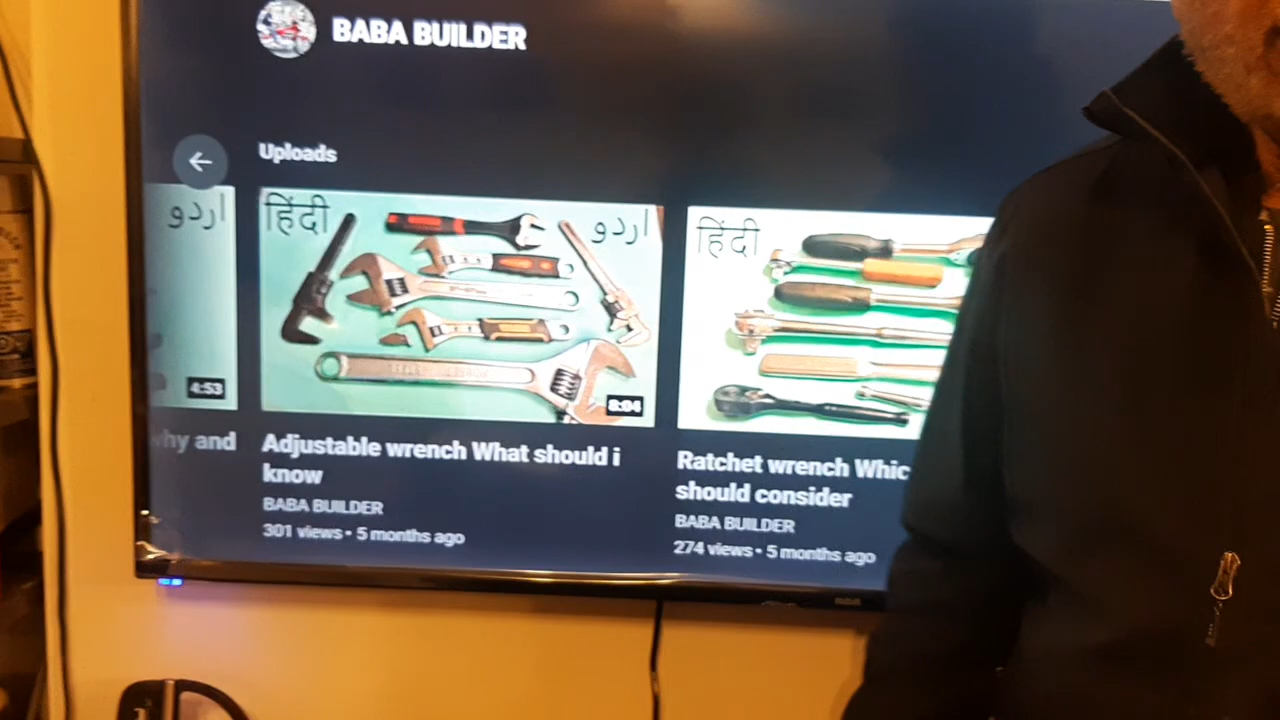 BABA BUILDER
Uploads
اردو
4:53
why and
हिंदी
اردو
8:04
Adjustable wrench What should i
know
BABA BUILDER
301 views • 5 months ago
हिंदी
Ratchet wrench Whic
should consider
BABA BUILDER
274 views • 5 months ago